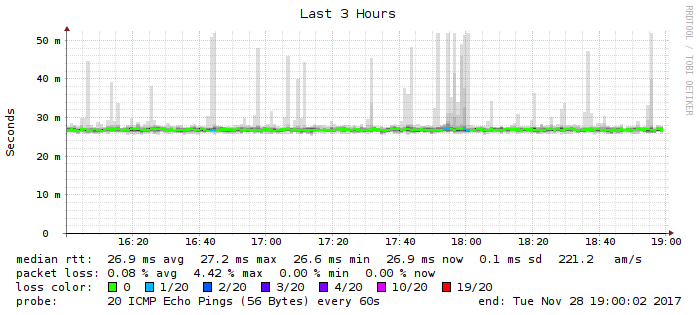 Last 3 Hours
RRDTOOL / TOBI OETIKER
Seconds
50 m
40 m
30 m
20 m
10 m
0
16:20 16:40 17:00 17:20 17:40 18:00 18:20 18:40 19:00
median rtt: 26.9 ms avg 27.2 ms max 26.6 ms min 26.9 ms now 0.1 ms sd 221.2 am/s
packet loss: 0.08 % avg 4.42 % max 0.00 % min 0.00 % now
loss color: 0 1/20 2/20 3/20 4/20 10/20 19/20
probe: 20 ICMP Echo Pings (56 Bytes) every 60s end: Tue Nov 28 19:00:02 2017